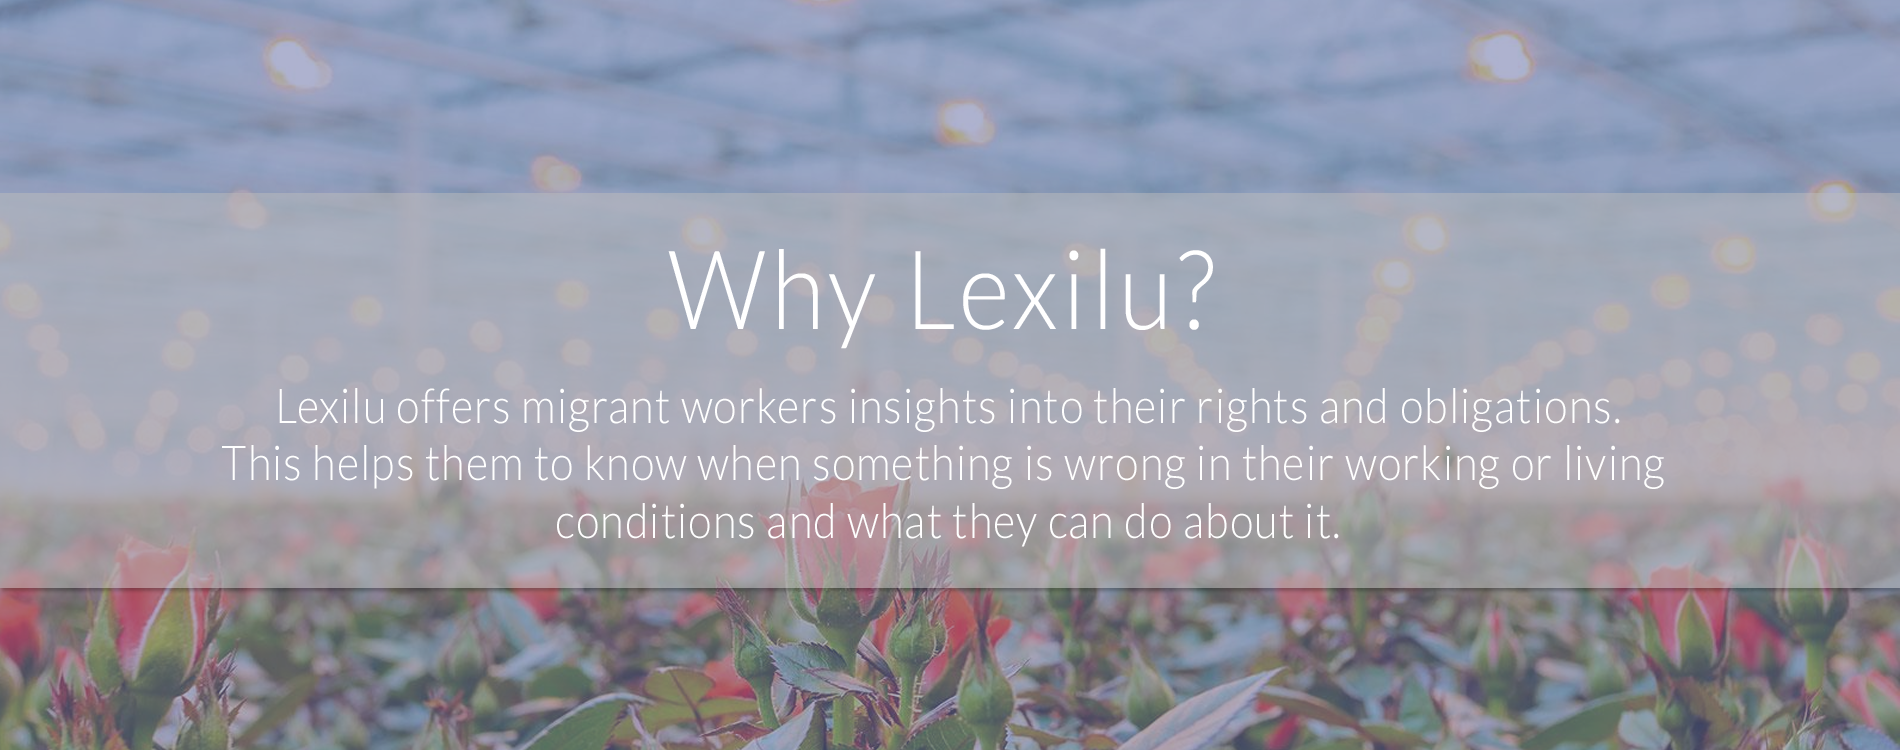 Why Lexilu?
Lexilu offers migrant workers insights into their rights and obligations.
This helps them to know when something is wrong in their working or living
conditions and what they can do about it.